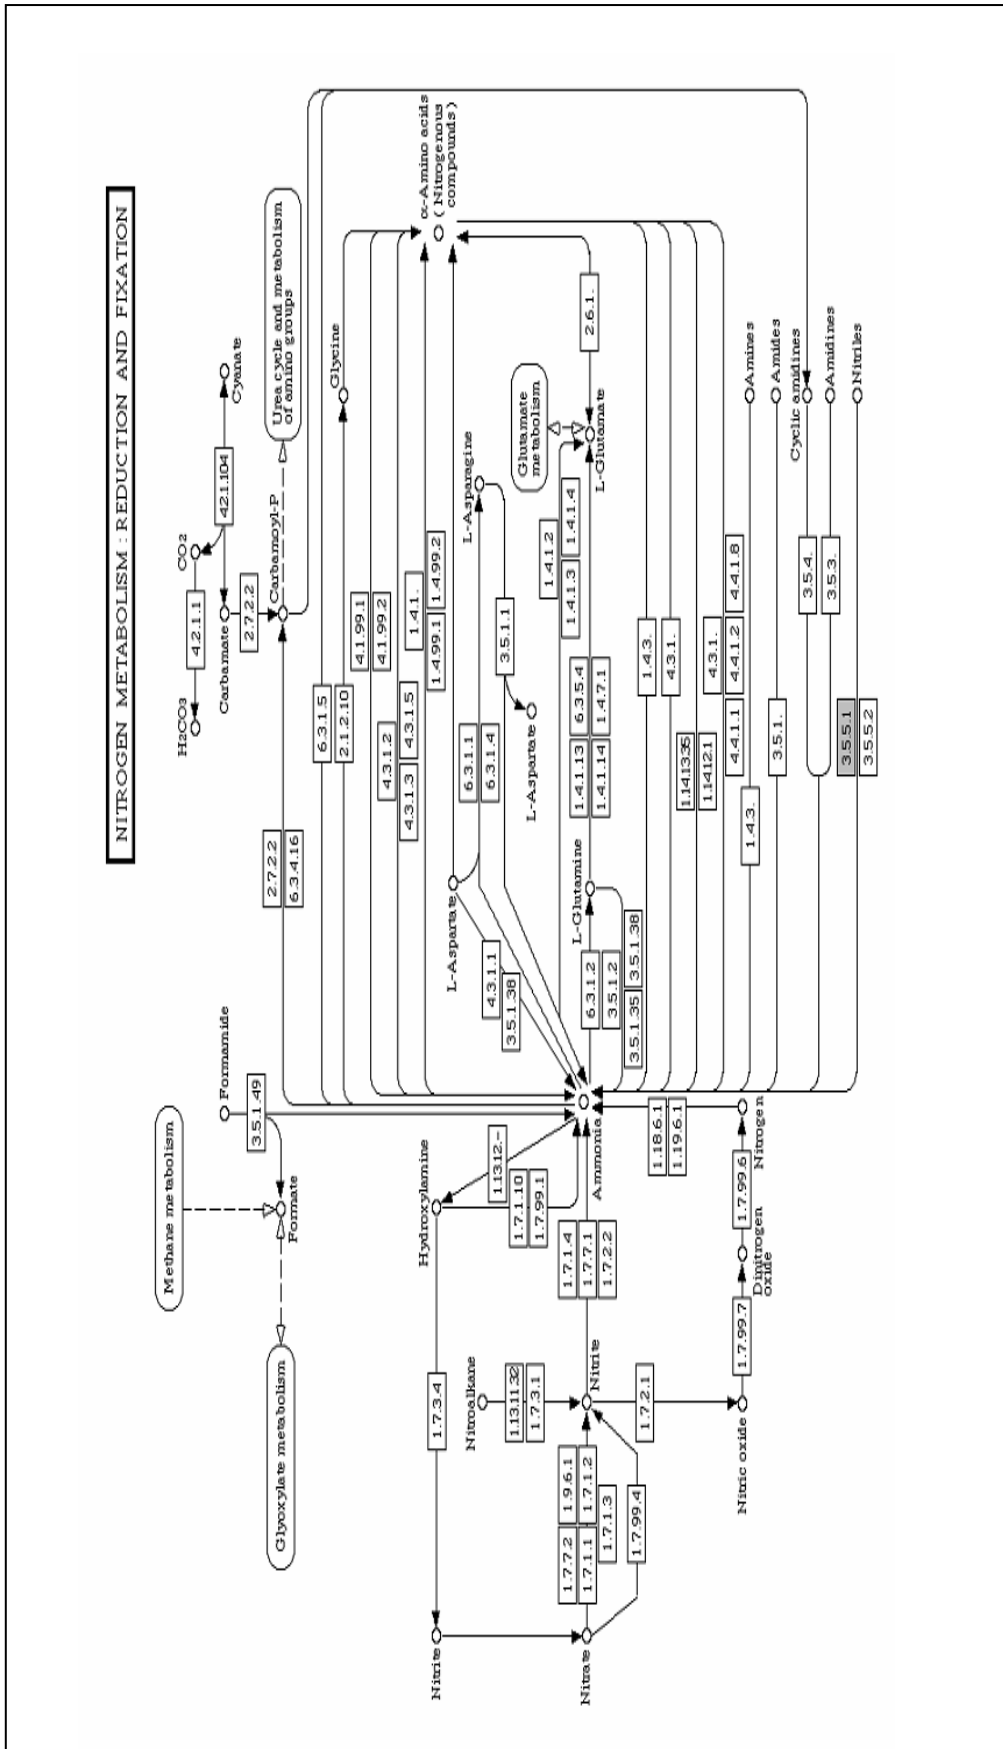 NITROGEN METABOLISM : REDUCTION AND FIXATION
Methane metabolism
Formamide
3.5.1.49
Formate
Glyoxylate metabolism
H2CO3
4.2.1.1
CO2
Carbamate
4.2.1.104
Cyanate
2.7.2.2
Carbamoyl-P
Urea cycle and metabolism
of amino groups
2.7.2.2
6.3.4.16
6.3.1.5
2.1.2.10
Glycine
4.1.99.1
4.1.99.2
4.3.1.2
4.3.1.3
4.3.1.5
1.4.1.
1.4.99.1
1.4.99.2
α-Amino acids
( Nitrogenous
compounds )
L-Aspartate
6.3.1.1
6.3.1.4
L-Asparagine
3.5.1.1
L-Aspartate
4.3.1.1
3.5.1.38
Glutamate
metabolism
1.4.1.2
1.4.1.3
1.4.1.4
L-Glutamate
2.6.1.
L-Glutamine
1.4.1.13
6.3.5.4
1.4.1.14
1.4.7.1
6.3.1.2
3.5.1.2
3.5.1.35
3.5.1.38
Hydroxylamine
1.13.12.-
1.7.1.10
1.7.99.1
Ammonia
1.7.3.4
Nitrite
Nitroalkane
1.13.11.32
1.7.3.1
1.7.1.4
1.7.7.1
1.7.2.2
Nitrite
1.7.7.2
1.9.6.1
1.7.1.1
1.7.1.2
1.7.1.3
1.7.99.4
Nitrate
1.7.2.1
Nitric oxide
1.7.99.7
Dinitrogen
oxide
1.7.99.6
Nitrogen
1.18.6.1
1.19.6.1
1.4.3.
4.3.1.
1.14.13.35
1.14.12.1
4.3.1.
4.4.1.1
4.4.1.2
4.4.1.8
1.4.3.
Amines
3.5.1.
Amides
3.5.4.
Cyclic amidines
3.5.3.
Amidines
3.5.5.1
3.5.5.2
Nitriles